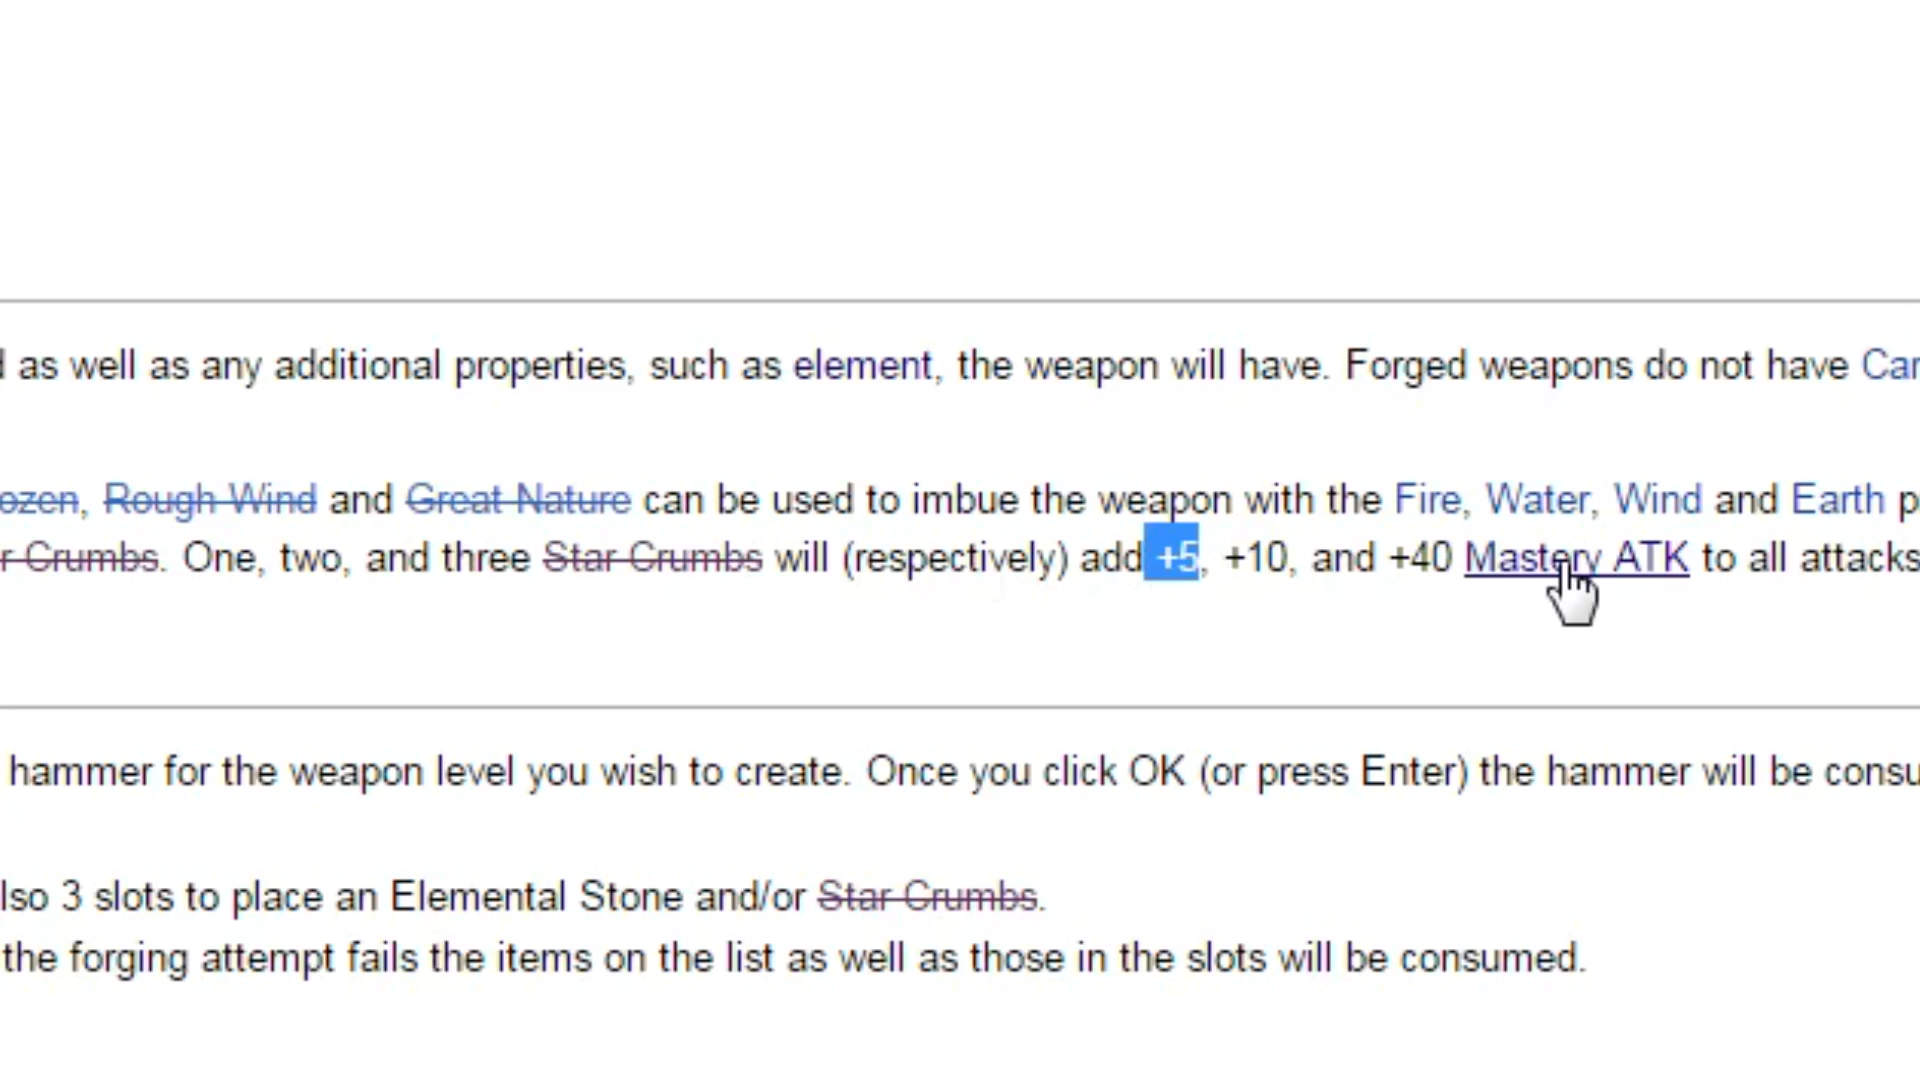 as well as any additional properties, such as element, the weapon will have. Forged weapons do not have
Rough Wind and Great Nature can be used to imbue the weapon with the Fire, Water, Wind and Earth
Crumbs. One, two, and three Star Crumbs will (respectively) add +5, +10, and +40 Mastery ATK to all attacks
hammer for the weapon level you wish to create. Once you click OK (or press Enter) the hammer will be
3 slots to place an Elemental Stone and/or Star Crumbs.
the forging attempt fails the items on the list as well as those in the slots will be consumed.